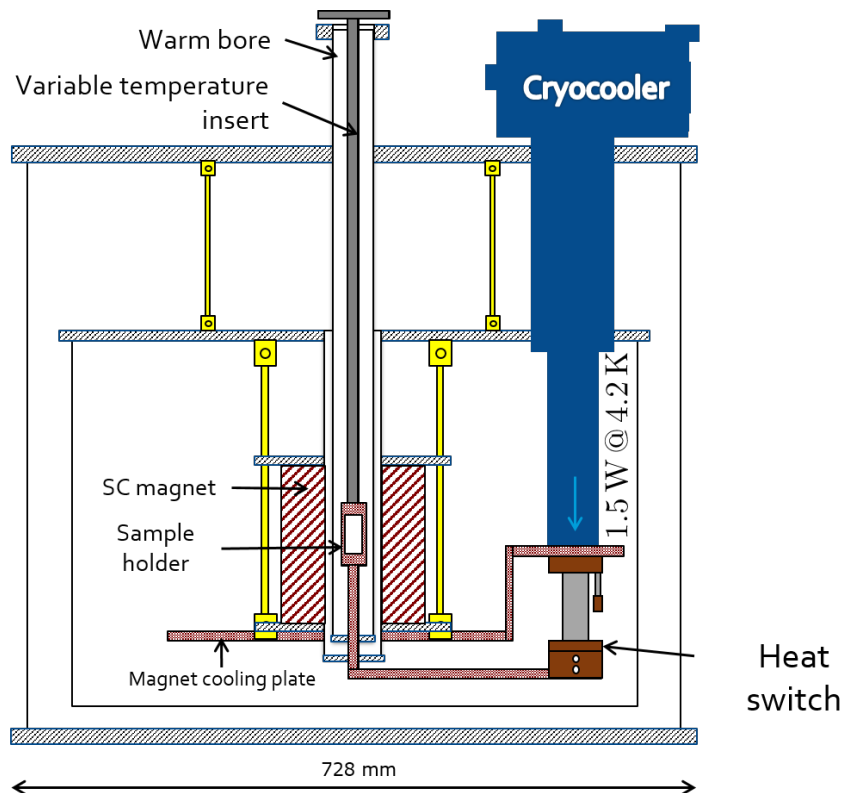 Warm bore
Variable temperature
insert
Cryocooler
1.5 W @ 4.2 K
SC magnet
Sample
holder
Magnet cooling plate
Heat
switch
728 mm